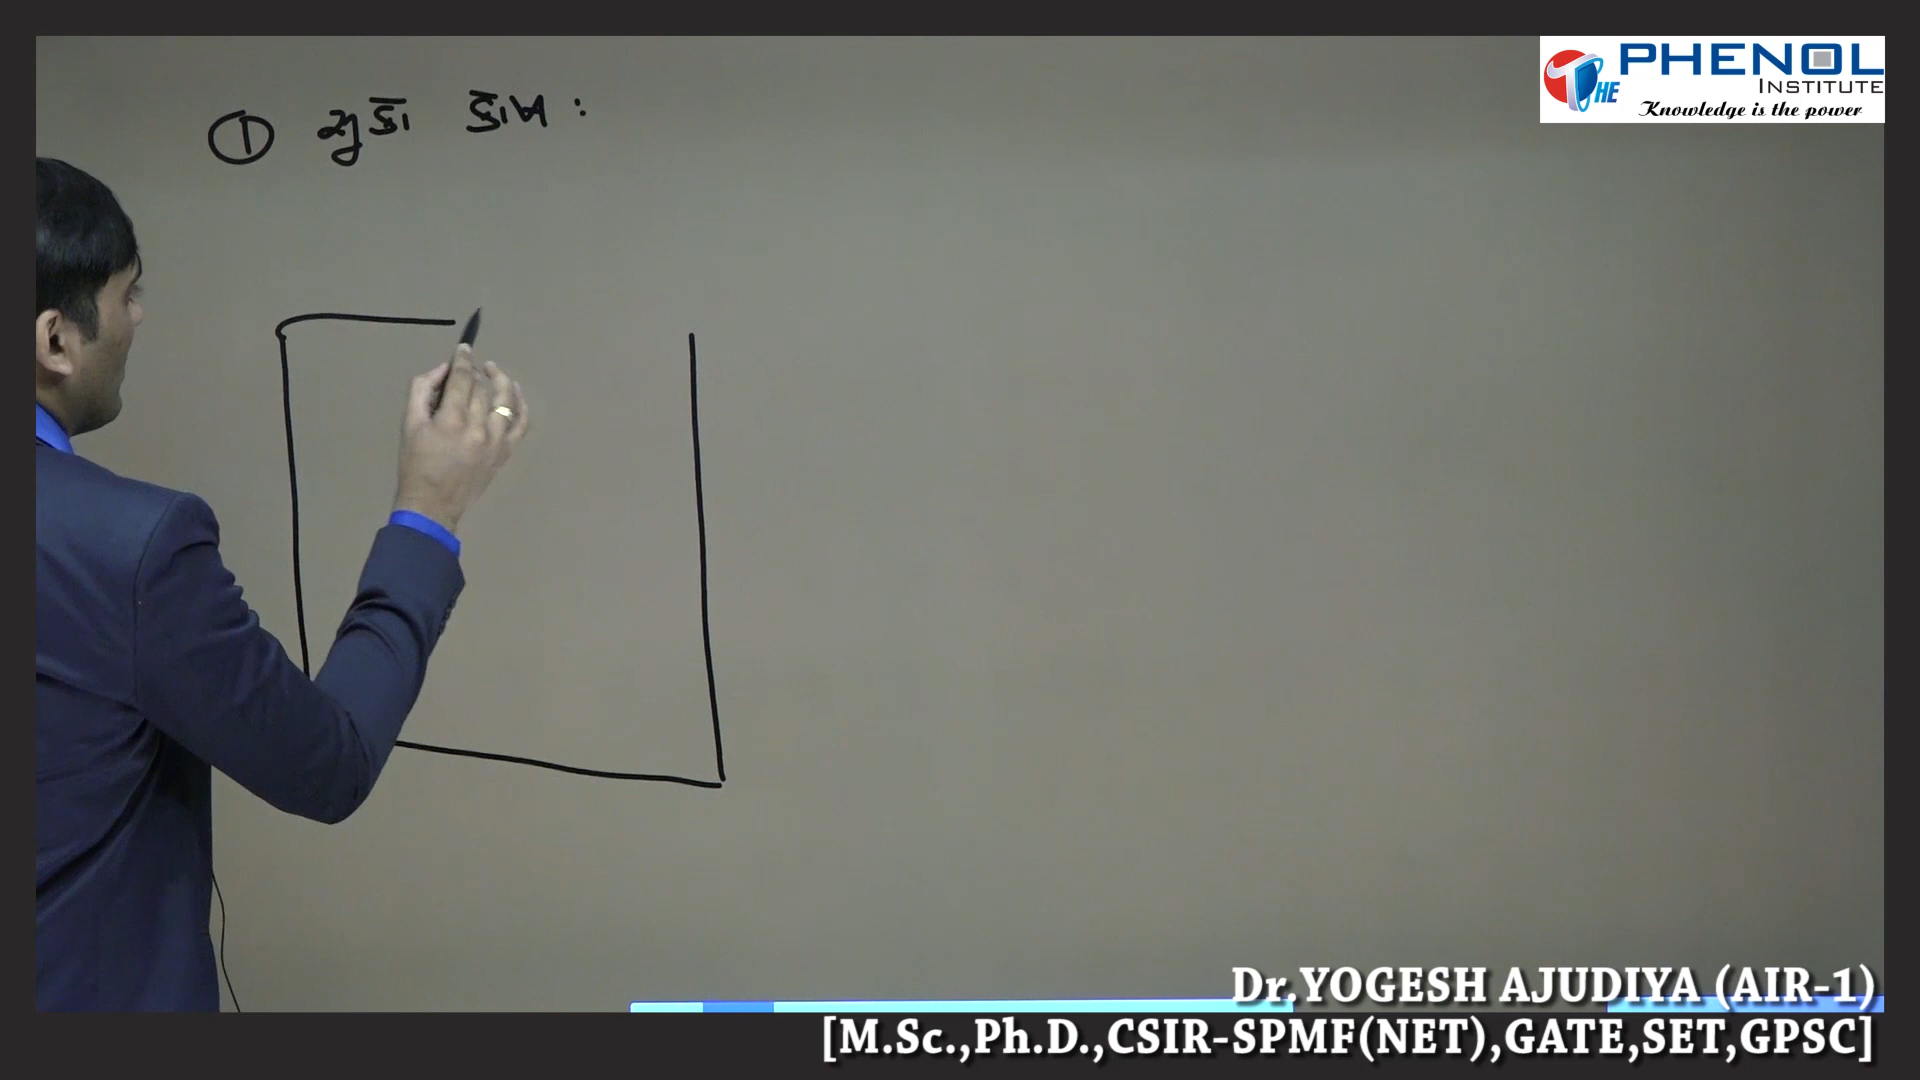 ① સુકો કોષ :
THE PHENOL
INSTITUTE
Knowledge is the power
Dr.YOGESH AJUDIYA (AIR-1)
[M.Sc.,Ph.D.,CSIR-SPMF(NET),GATE,SET,GPSC]